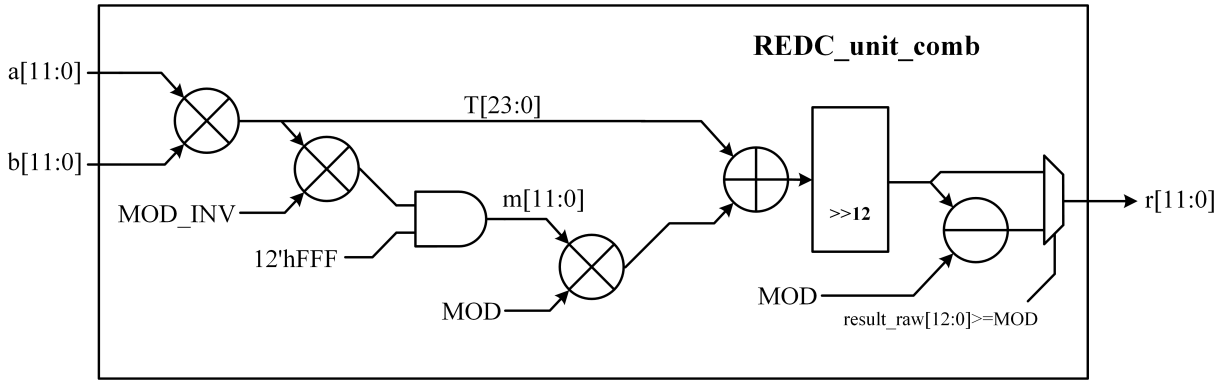 REDC_unit_comb
a[11:0]
T[23:0]
b[11:0]
MOD_INV
m[11:0]
>>12
r[11:0]
12'hFFF
MOD
MOD
result_raw[12:0]>=MOD